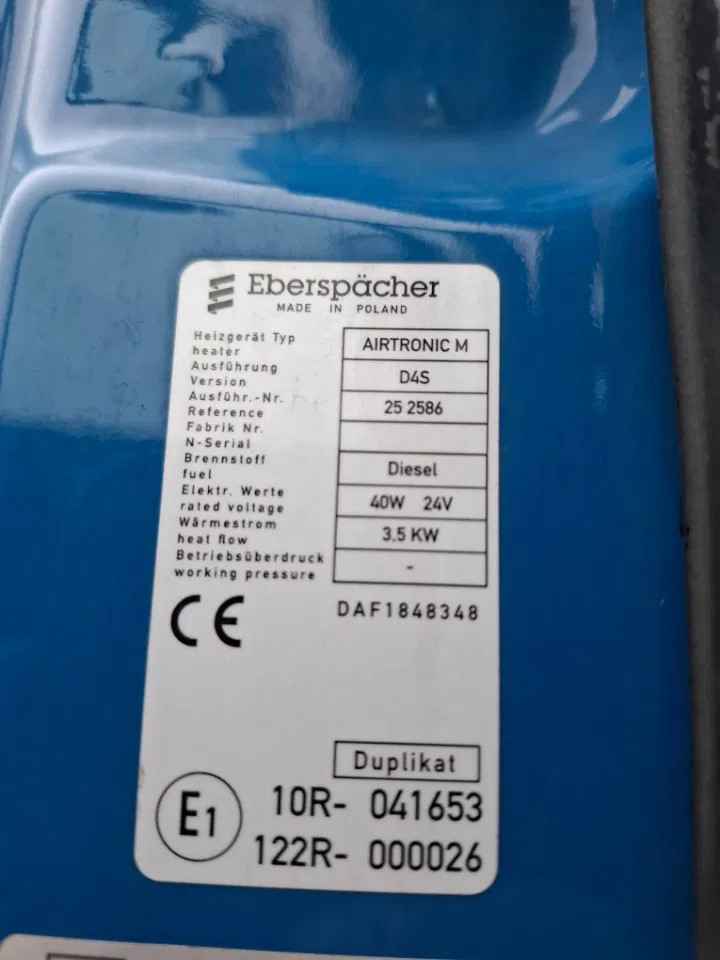 Eberspächer
MADE IN POLAND
Heizgerät Typ
heater
AIRTRONIC M
Ausführung
Version
D4S
Ausführ.-Nr.
Reference
25 2586
Fabrik Nr.
N-Serial
Brennstoff
fuel
Diesel
Elektr. Werte
rated voltage
40W 24V
Wärmestrom
heat flow
3.5 KW
Betriebsüberdruck
working pressure
-
CE
DAF1848348
Duplikat
E1
10R- 041653
122R- 000026